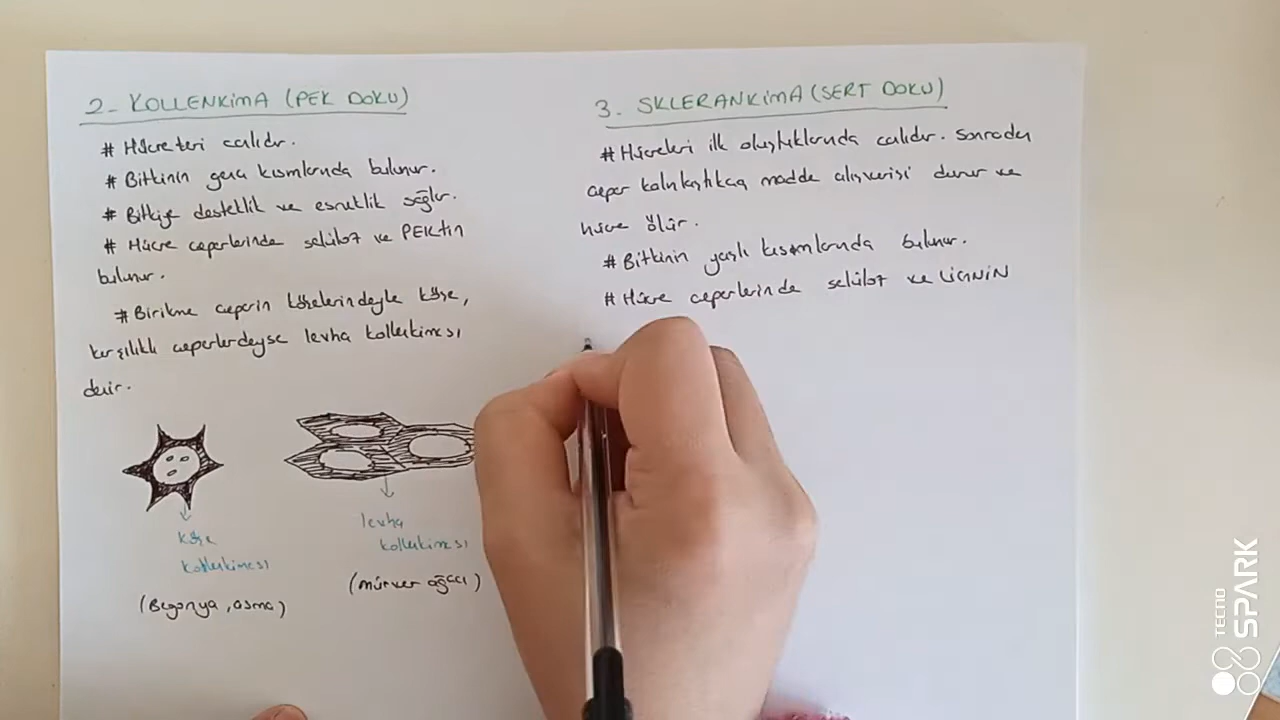 2- KOLLENKİMA (PEK DOKU)
# Hücreleri canlıdır.
# Bitkinin genç kısımlarında bulunur.
# Bitkiye desteklik ve esneklik sağlar.
# Hücre çeperlerinde selüloz ve PEKtin
bulunur.
# Birikme çeperin köşelerindeyle köşe,
karşılıklı çeperlerdeyse levha kollenkiması
denir.
köşe
kollenkiması
(Begonya, asma)
levha
kollenkiması
(mürver ağacı)
3. SKLERANKİMA (SERT DOKU)
# Hücreleri ilk oluştuklarında canlıdır. Sonradan
çeper kalınlaştıkça madde alışverişi durur ve
hücre ölür.
# Bitkinin yaşlı kısımlarında bulunur.
# Hücre çeperlerinde selüloz ve LİGNİN
TECNO
SPARK